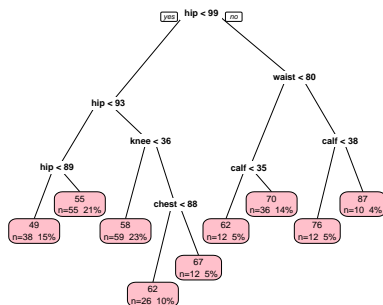 hip < 99
yes
no
waist < 80
hip < 93
knee < 36
calf < 38
hip < 89
calf < 35
chest < 88
55
n=55 21%
70
n=36 14%
87
n=10 4%
49
n=38 15%
58
n=59 23%
62
n=12 5%
76
n=12 5%
67
n=12 5%
62
n=26 10%